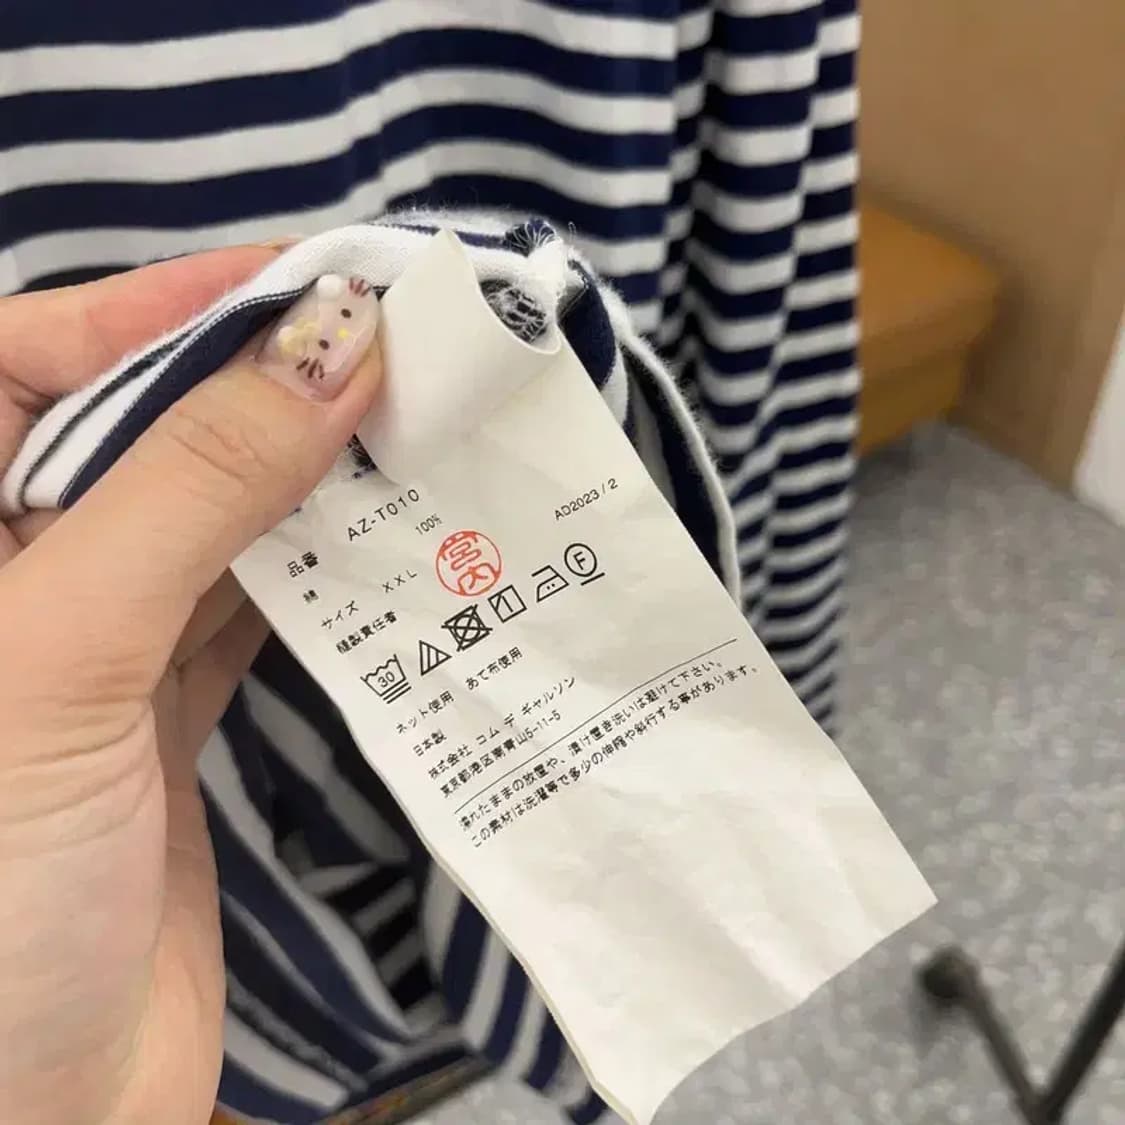 品番 AZ-T010
綿 100% AD2023/2
サイズ XXL
縫製責任者 宮内
30 F
ネット使用 あて布使用
日本製
株式会社 コム デ ギャルソン
東京都港区南青山5-11-5
濡れたままの放置や、漬け置き洗いは避けて下さい。
この素材は洗濯等で多少の伸縮や斜行する事があります。